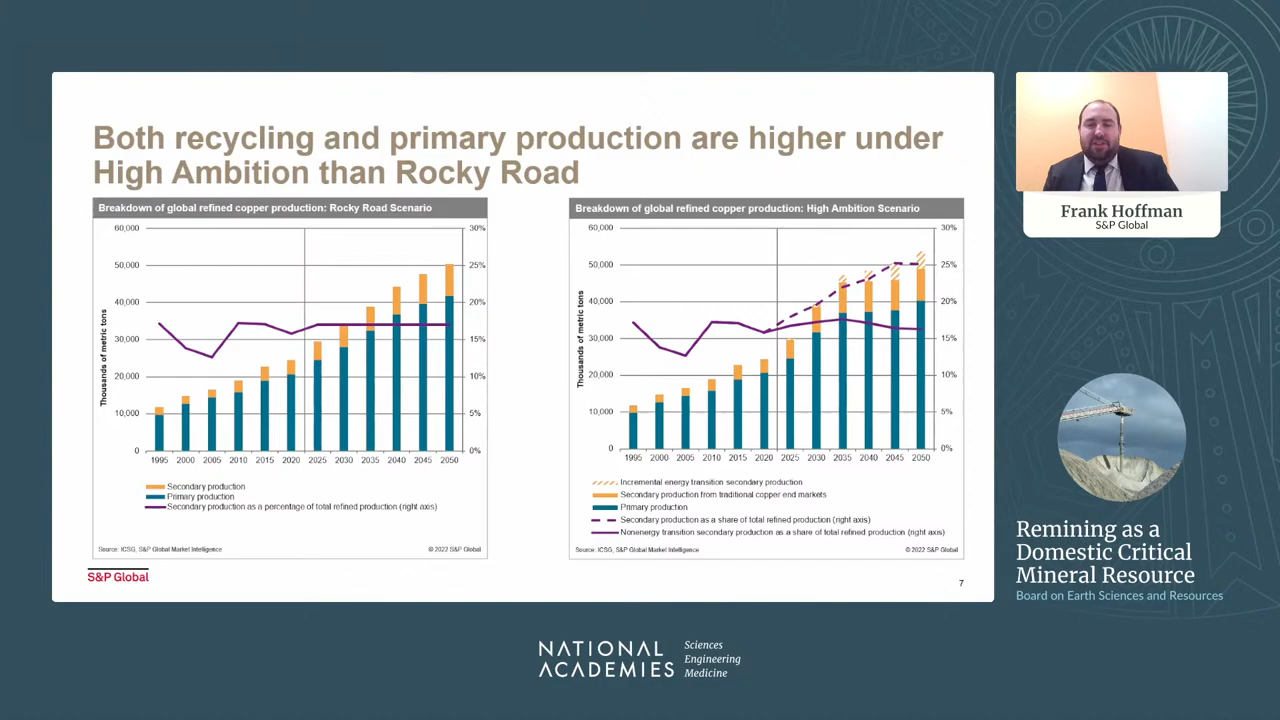 Both recycling and primary production are higher under
High Ambition than Rocky Road
Breakdown of global refined copper production: Rocky Road Scenario
60,000
50,000
40,000
30,000
20,000
10,000
0
Thousands of metric tons
30%
25%
20%
15%
10%
5%
0%
1995 2000 2005 2010 2015 2020 2025 2030 2035 2040 2045 2050
Secondary production
Primary production
Secondary production as a percentage of total refined production (right axis)
Source: ICSG, S&P Global Market Intelligence
© 2022 S&P Global
Breakdown of global refined copper production: High Ambition Scenario
60,000
50,000
40,000
30,000
20,000
10,000
0
Thousands of metric tons
30%
25%
20%
15%
10%
5%
0%
1995 2000 2005 2010 2015 2020 2025 2030 2035 2040 2045 2050
Incremental energy transition secondary production
Secondary production from traditional copper end markets
Primary production
Secondary production as a share of total refined production (right axis)
Nonenergy transition secondary production as a share of total refined production (right axis)
Source: ICSG, S&P Global Market Intelligence
© 2022 S&P Global
S&P Global
7
Frank Hoffman
S&P Global
Remining as a
Domestic Critical
Mineral Resource
Board on Earth Sciences and Resources
NATIONAL
ACADEMIES
Sciences
Engineering
Medicine